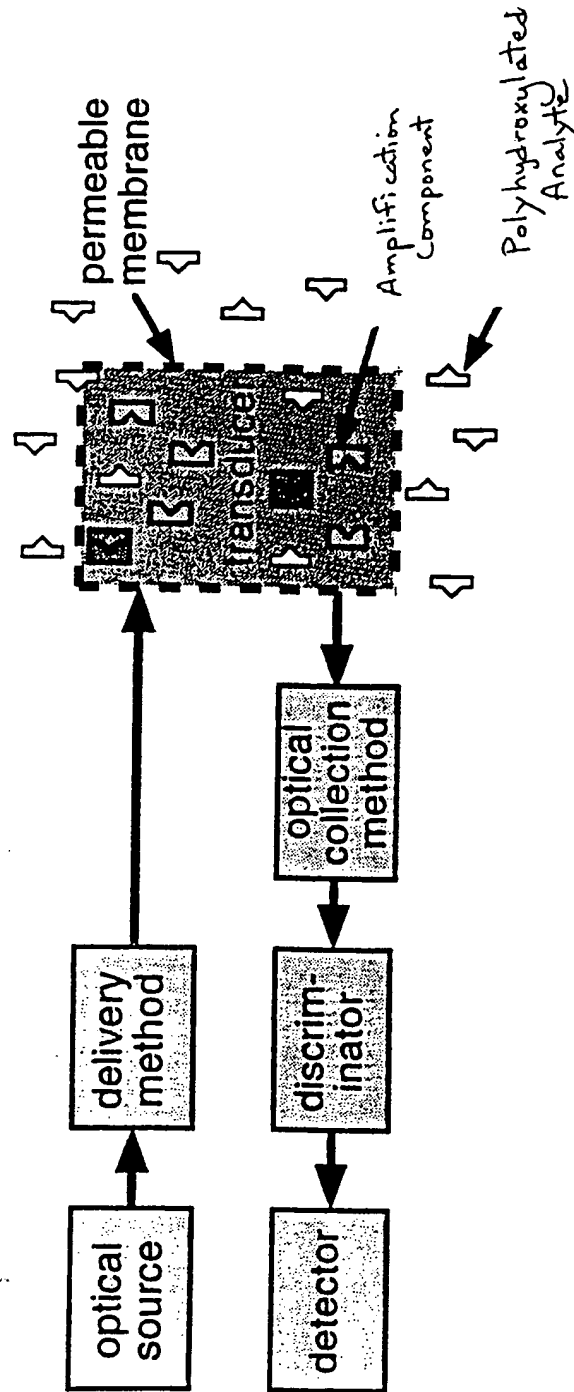 optical
source
delivery
method
permeable
membrane
transducer
Amplification
Component
Polyhydroxylated
Analyte
optical
collection
method
discrim-
inator
detector